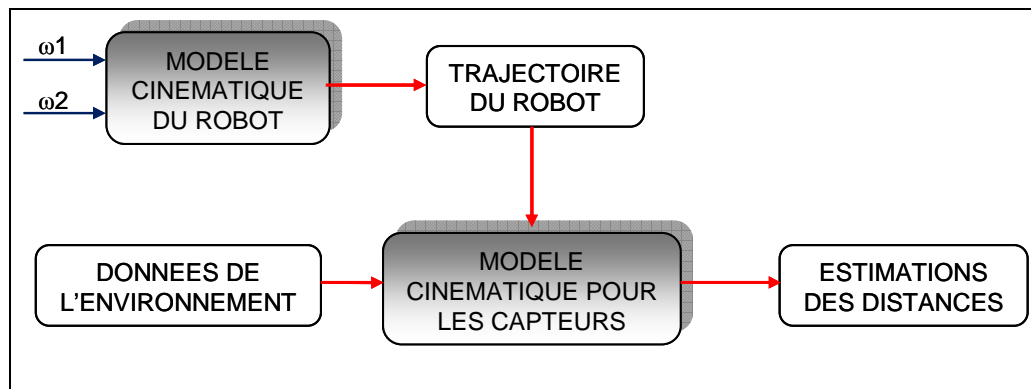 ω1
ω2
MODELE
CINEMATIQUE
DU ROBOT
TRAJECTOIRE
DU ROBOT
DONNEES DE
L'ENVIRONNEMENT
MODELE
CINEMATIQUE POUR
LES CAPTEURS
ESTIMATIONS
DES DISTANCES